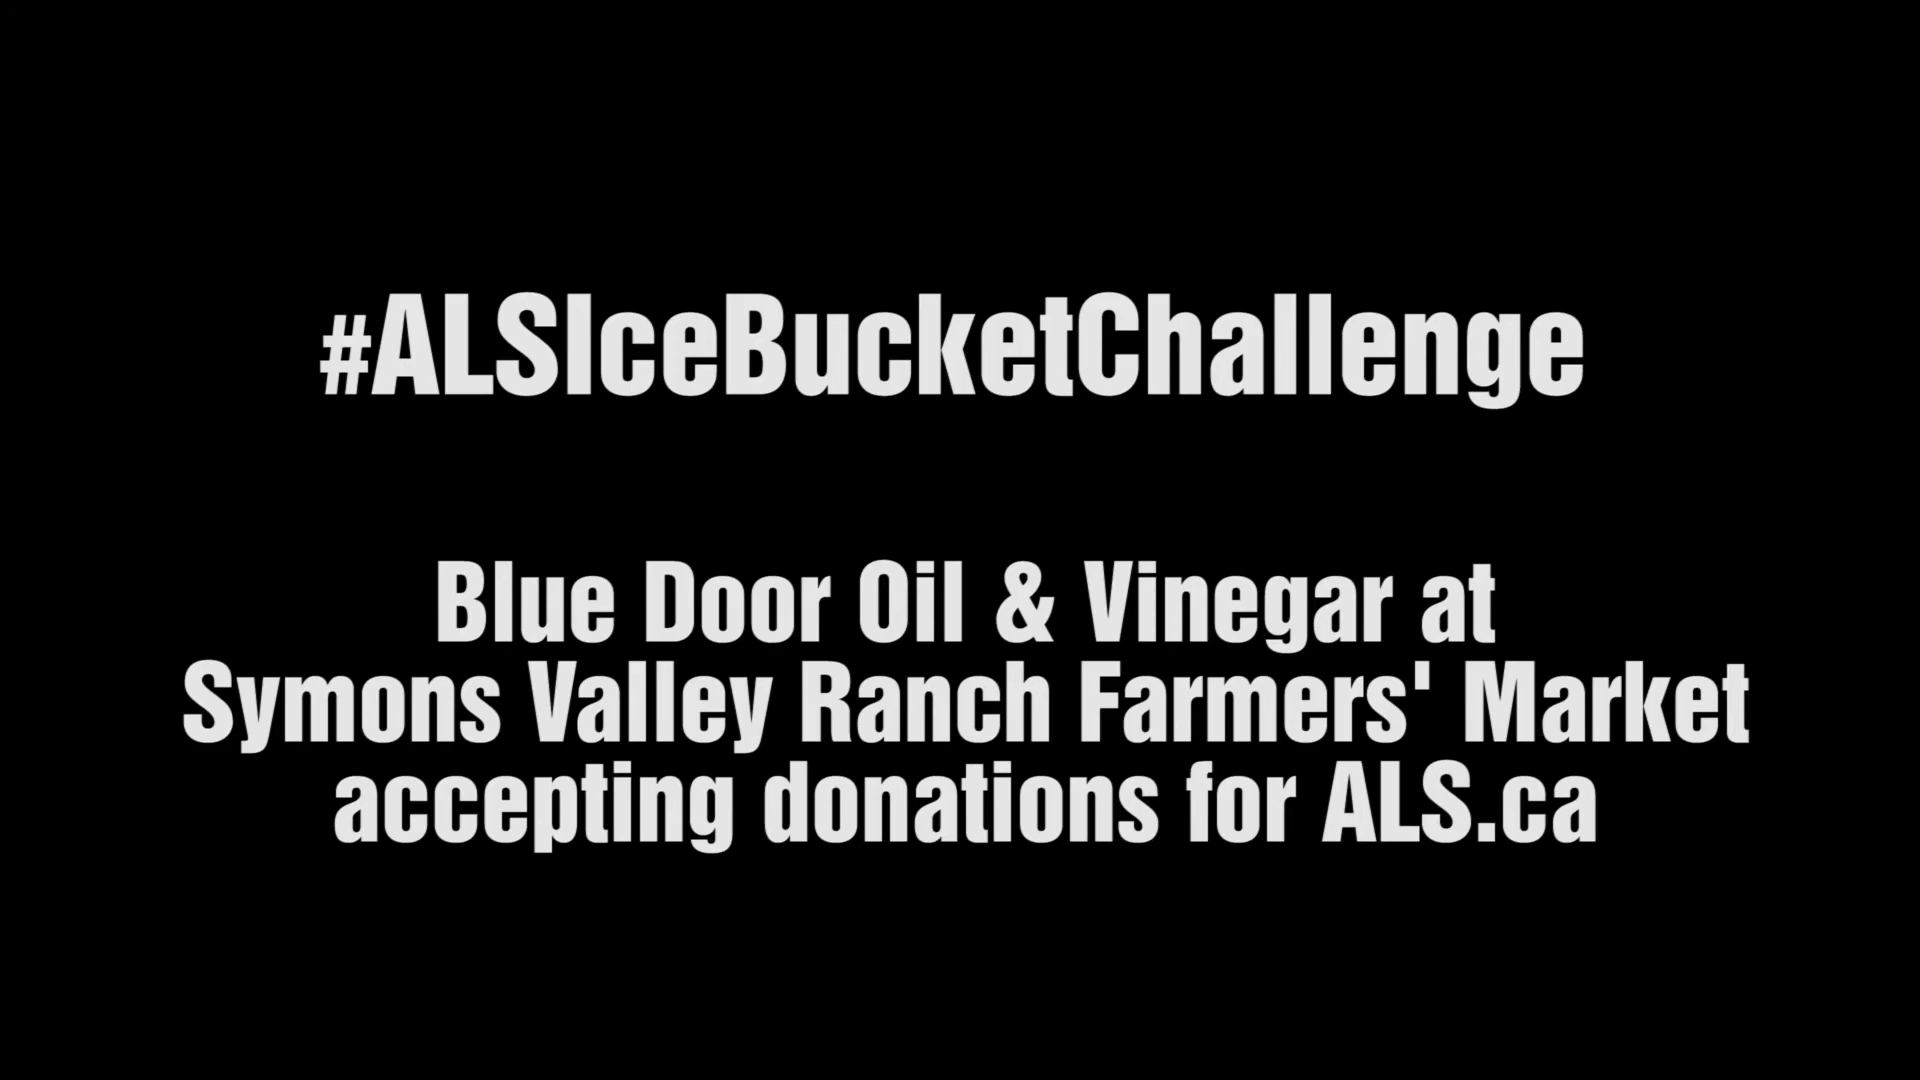 #ALSIceBucketChallenge
Blue Door Oil & Vinegar at
Symons Valley Ranch Farmers' Market
accepting donations for ALS.ca